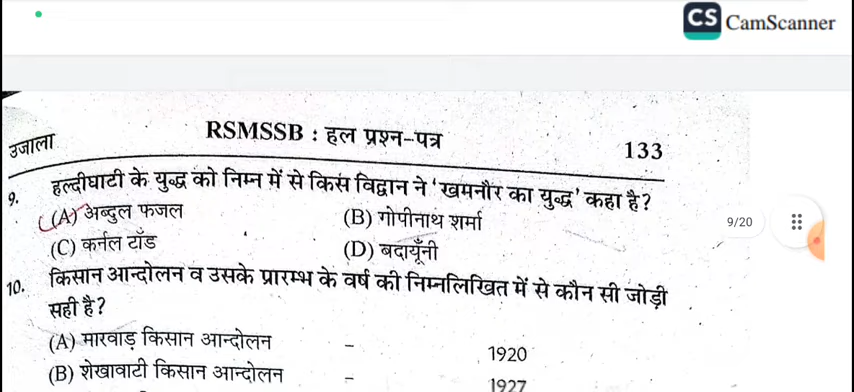 CS CamScanner
उजाला RSMSSB : हल प्रश्न-पत्र 133
9. हल्दीघाटी के युद्ध को निम्न में से किस विद्वान ने ‘खमनौर का युद्ध’ कहा है?
(A) अब्दुल फजल (B) गोपीनाथ शर्मा
9/20
(C) कर्नल टॉड (D) बदायूँनी
10. किसान आन्दोलन व उसके प्रारम्भ के वर्ष की निम्नलिखित में से कौन सी जोड़ी
सही है?
(A) मारवाड़ किसान आन्दोलन – 1920
(B) शेखावाटी किसान आन्दोलन – 1927